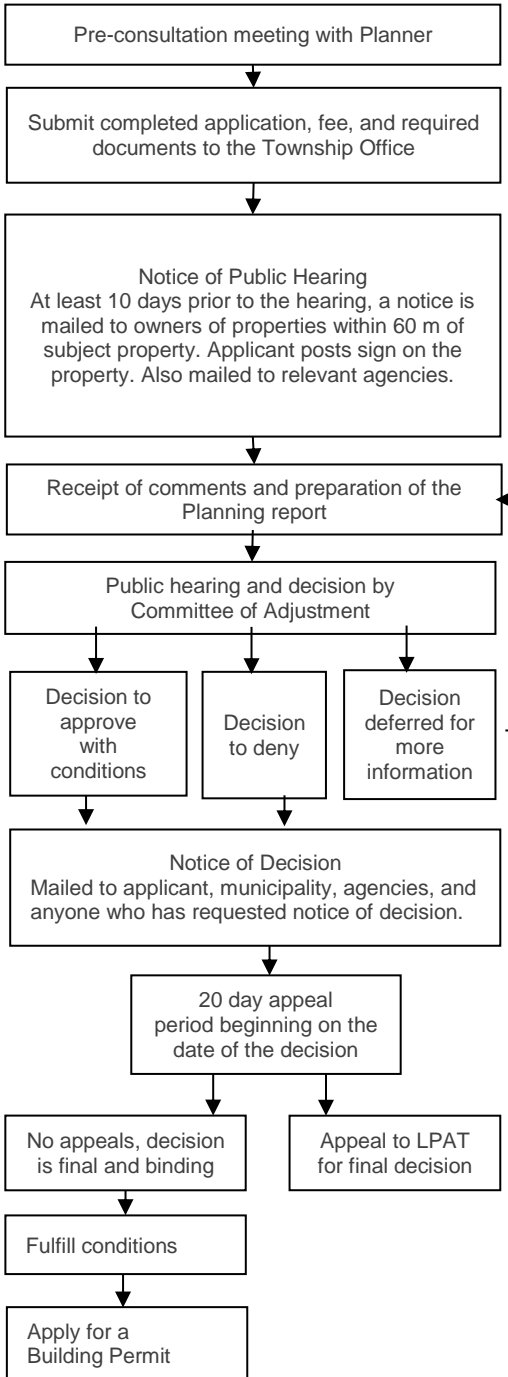 Pre-consultation meeting with Planner
Submit completed application, fee, and required
documents to the Township Office
Notice of Public Hearing
At least 10 days prior to the hearing, a notice is
mailed to owners of properties within 60 m of
subject property. Applicant posts sign on the
property. Also mailed to relevant agencies.
Receipt of comments and preparation of the
Planning report
Public hearing and decision by
Committee of Adjustment
Decision to
approve
with
conditions
Decision
to deny
Decision
deferred for
more
information
Notice of Decision
Mailed to applicant, municipality, agencies, and
anyone who has requested notice of decision.
20 day appeal
period beginning on the
date of the decision
No appeals, decision
is final and binding
Appeal to LPAT
for final decision
Fulfill conditions
Apply for a
Building Permit